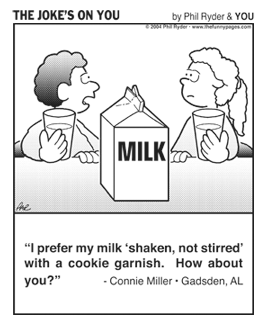 THE JOKE'S ON YOU by Phil Ryder & YOU
© 2004 Phil Ryder - www.thefunnypages.com
MILK
"I prefer my milk 'shaken, not stirred'
with a cookie garnish. How about
you?" - Connie Miller • Gadsden, AL